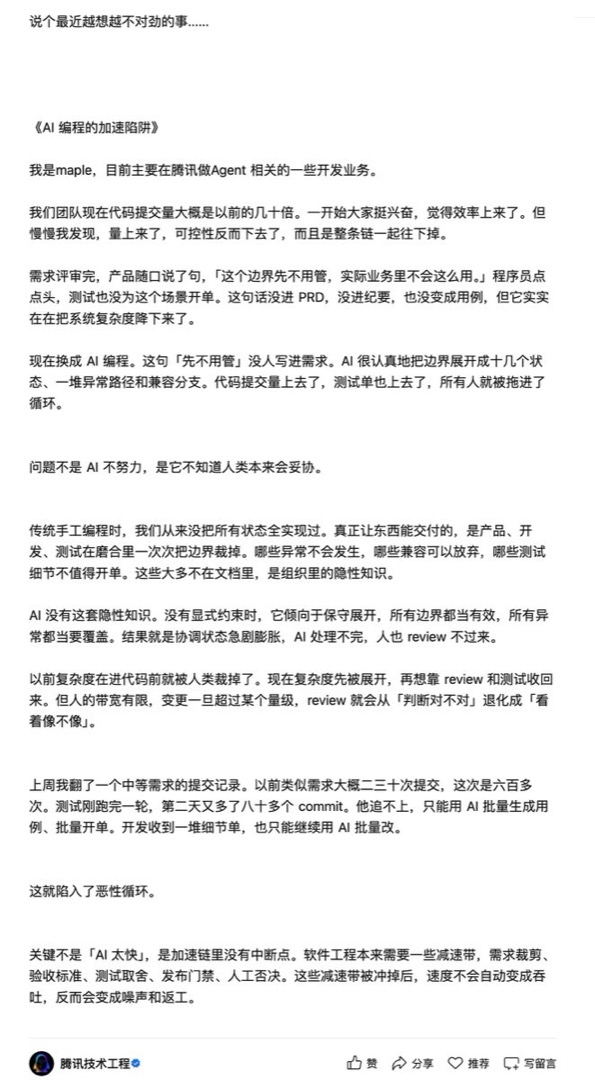 说个最近越想越不对劲的事......
《AI 编程的加速陷阱》
我是maple，目前主要在腾讯做Agent 相关的一些开发业务。
我们团队现在代码提交量大概是以前的几十倍。一开始大家挺兴奋，觉得效率上来了。但
慢慢我发现，量上来了，可控性反而下去了，而且是整条链一起往下掉。
需求评审完，产品随口说了句，「这个边界先不用管，实际业务里不会这么用。」程序员点
点头，测试也没为这个场景开单。这句话没进 PRD，没进纪要，也没变成用例，但它实实
在在把系统复杂度降下来了。
现在换成 AI 编程。这句「先不用管」没人写进需求。AI 很认真地把边界展开成十几个状
态、一堆异常路径和兼容分支。代码提交量上去了，测试单也上去了，所有人就被拖进了
循环。
问题不是 AI 不努力，是它不知道人类本来会妥协。
传统手工编程时，我们从来没把所有状态全实现过。真正让东西能交付的，是产品、开
发、测试在磨合里一次次把边界裁掉。哪些异常不会发生，哪些兼容可以放弃，哪些测试
细节不值得开单。这些大多不在文档里，是组织里的隐性知识。
AI 没有这套隐性知识。没有显式约束时，它倾向于保守展开，所有边界都当有效，所有异
常都当要覆盖。结果就是协调状态急剧膨胀，AI 处理不完，人也 review 不过来。
以前复杂度在进代码前就被人类裁掉了。现在复杂度先被展开，再想靠 review 和测试收回
来。但人的带宽有限，变更一旦超过某个量级，review 就会从「判断对不对」退化成「看
着像不像」。
上周我翻了一个中等需求的提交记录。以前类似需求大概二三十次提交，这次是六百多
次。测试刚跑完一轮，第二天又多了八十多个 commit。他追不上，只能用 AI 批量生成用
例、批量开单。开发收到一堆细节单，也只能继续用 AI 批量改。
这就陷入了恶性循环。
关键不是「AI 太快」，是加速链里没有中断点。软件工程本来需要一些减速带，需求裁剪、
验收标准、测试取舍、发布门禁、人工否决。这些减速带被冲掉后，速度不会自动变成吞
吐，反而会变成噪声和返工。
腾讯技术工程 赞 分享 推荐 写留言